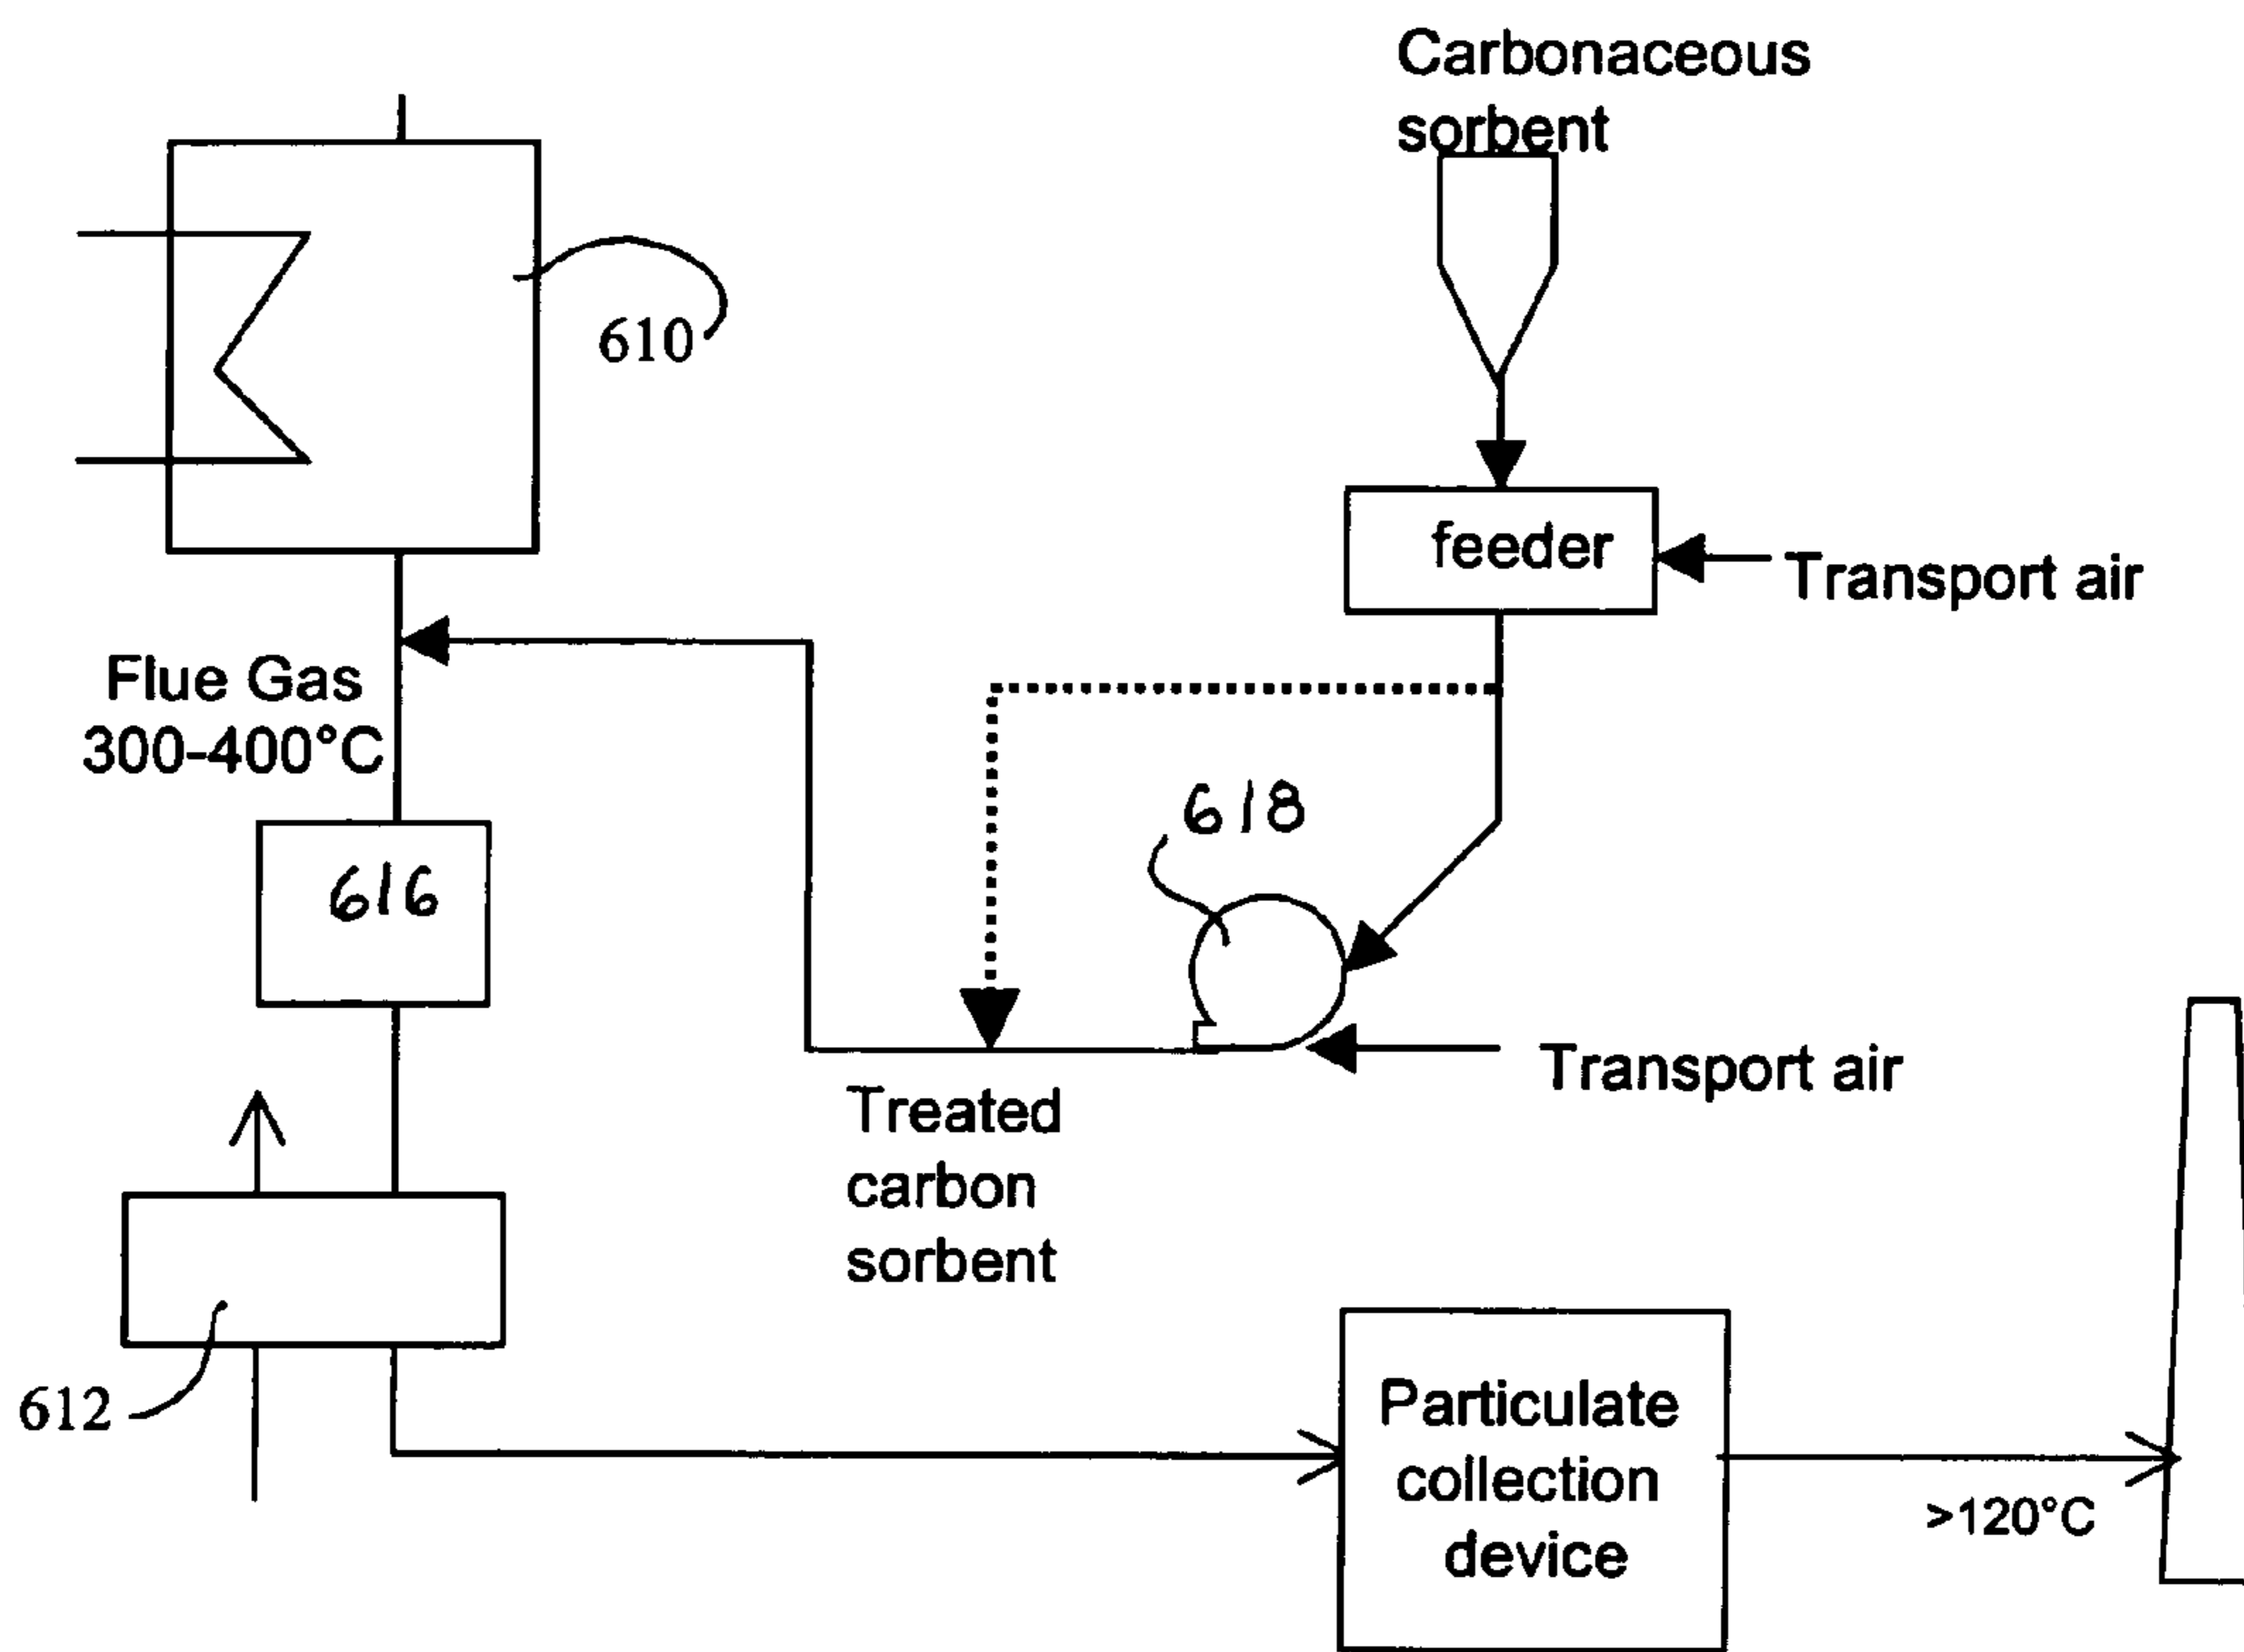 Carbonaceous
sorbent
610
feeder
Transport air
Flue Gas
300-400°C
618
616
Transport air
Treated
carbon
sorbent
612
Particulate
collection
device
>120°C